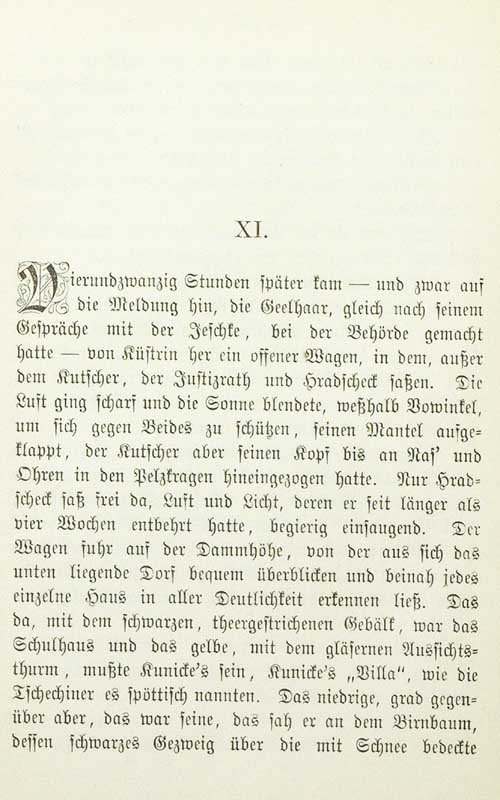 XI.
Vierundzwanzig Stunden später kam — und zwar auf
die Meldung hin, die Geelhaar, gleich nach seinem
Gespräche mit der Jeschke, bei der Behörde gemacht
hatte — von Küstrin her ein offener Wagen, in dem, außer
dem Kutscher, der Justizrath und Hradscheck saßen. Die
Luft ging scharf und die Sonne blendete, weßhalb Vowinkel,
um sich gegen Beides zu schützen, seinen Mantel aufge-
klappt, der Kutscher aber seinen Kopf bis an Nas' und
Ohren in den Pelzkragen hineingezogen hatte. Nur Hrad-
scheck saß frei da, Luft und Licht, deren er seit länger als
vier Wochen entbehrt hatte, begierig einsaugend. Der
Wagen fuhr auf der Dammhöhe, von der aus sich das
unten liegende Dorf bequem überblicken und beinah jedes
einzelne Haus in aller Deutlichkeit erkennen ließ. Das
da, mit dem schwarzen, theergestrichenen Gebälk, war das
Schulhaus und das gelbe, mit dem gläsernen Aussichts-
thurm, mußte Kunicke's sein, Kunicke's „Villa“, wie die
Tschechiner es spöttisch nannten. Das niedrige, grad gegen-
über aber, das war seine, das sah er an dem Birnbaum,
dessen schwarzes Gezweig über die mit Schnee bedeckte